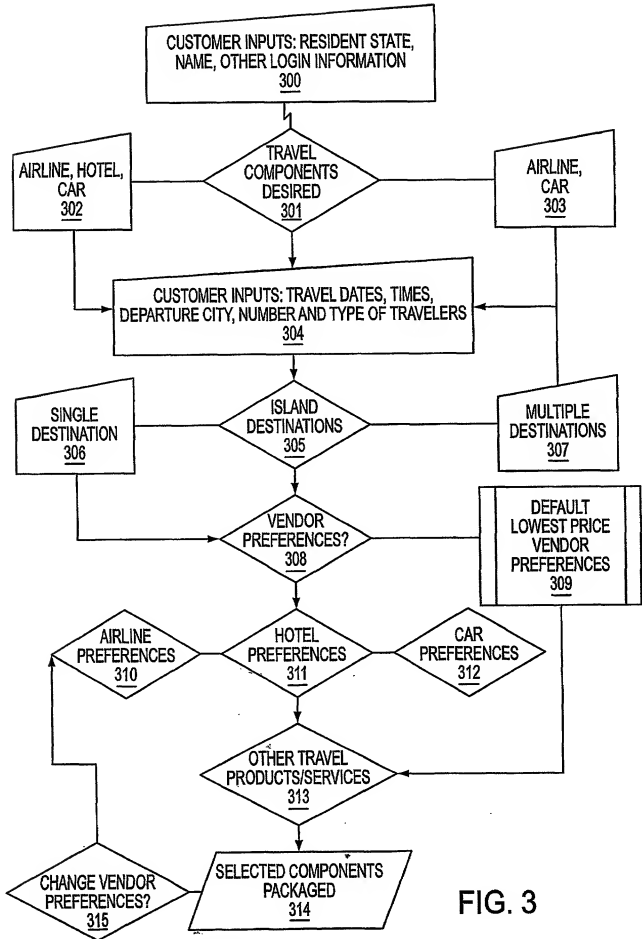 CUSTOMER INPUTS: RESIDENT STATE,
NAME, OTHER LOGIN INFORMATION
300
AIRLINE, HOTEL,
CAR
302
TRAVEL
COMPONENTS
DESIRED
301
AIRLINE,
CAR
303
CUSTOMER INPUTS: TRAVEL DATES, TIMES,
DEPARTURE CITY, NUMBER AND TYPE OF TRAVELERS
304
SINGLE
DESTINATION
306
ISLAND
DESTINATIONS
305
MULTIPLE
DESTINATIONS
307
VENDOR
PREFERENCES?
308
DEFAULT
LOWEST PRICE
VENDOR
PREFERENCES
309
AIRLINE
PREFERENCES
310
HOTEL
PREFERENCES
311
CAR
PREFERENCES
312
OTHER TRAVEL
PRODUCTS/SERVICES
313
CHANGE VENDOR
PREFERENCES?
315
SELECTED COMPONENTS
PACKAGED
314
FIG. 3